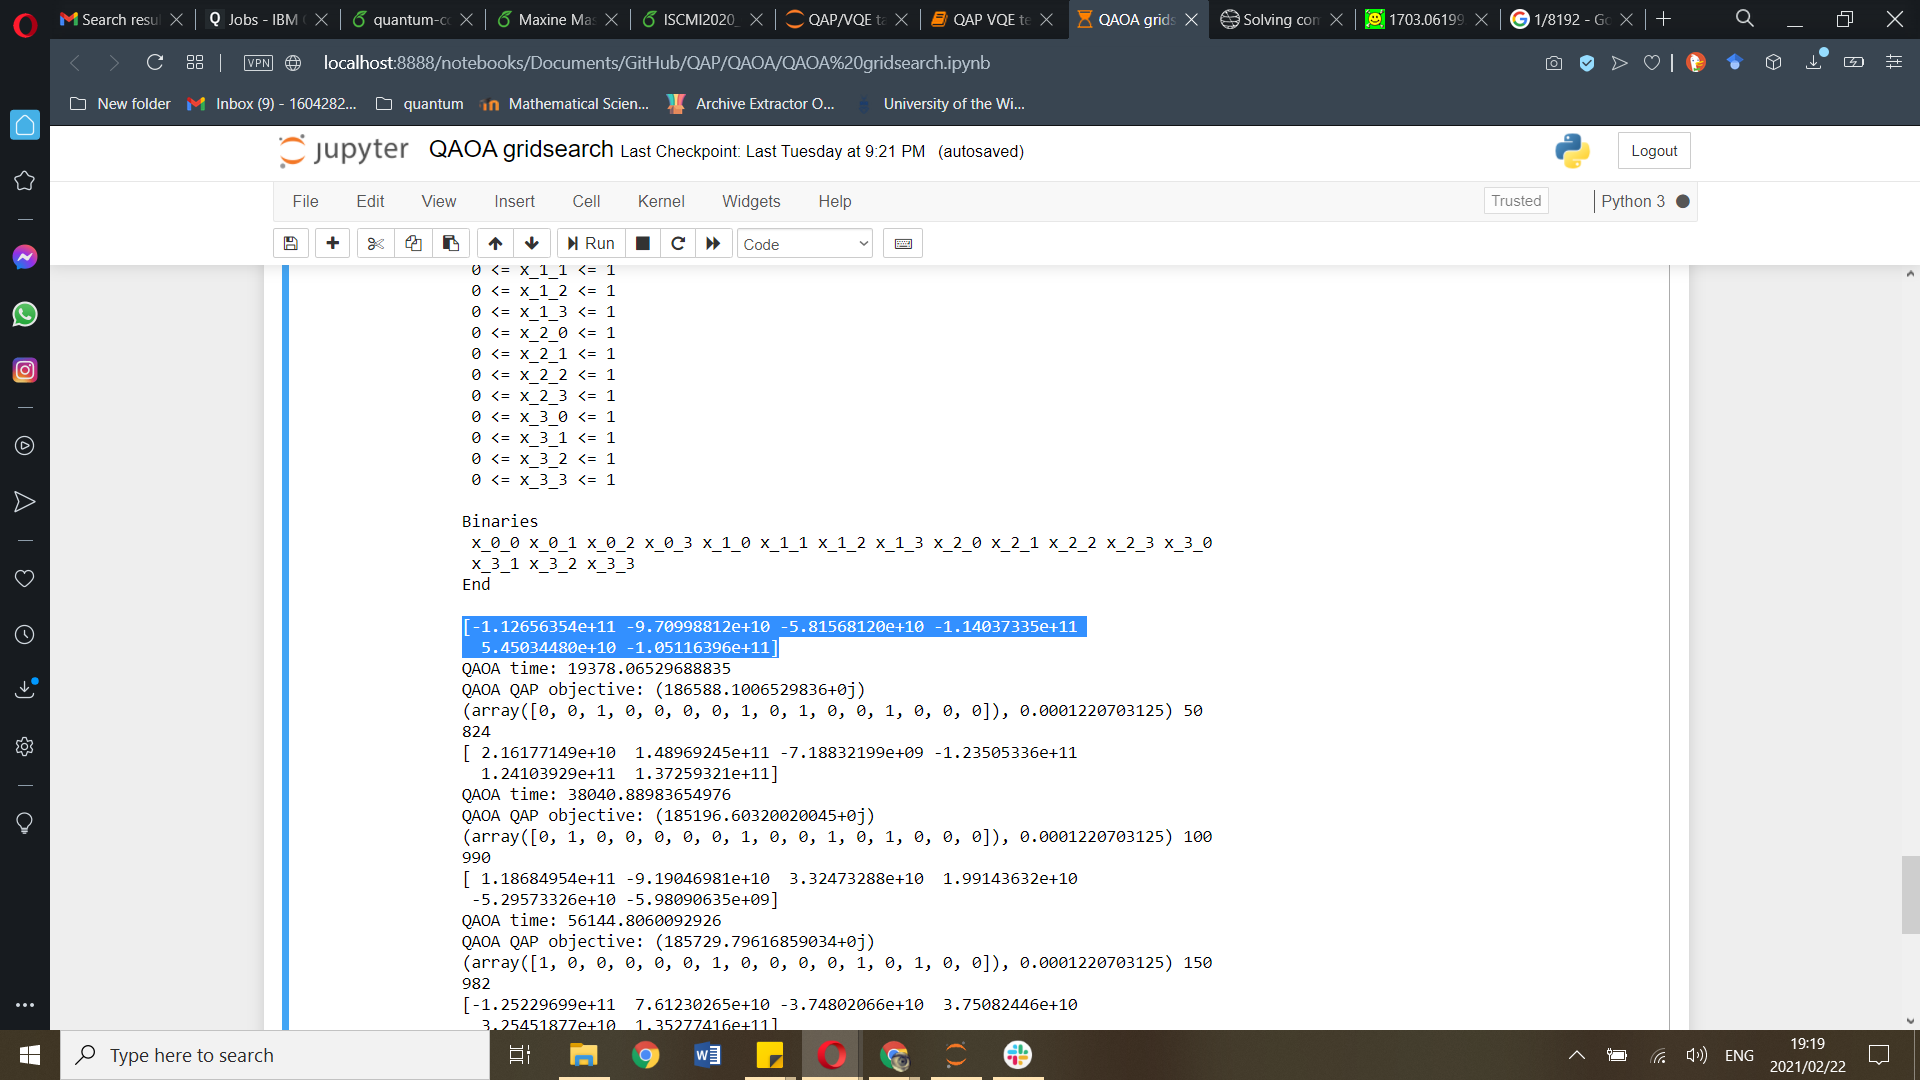 Search resu
Jobs - IBM
quantum-co
Maxine Mas
ISCMI2020_
QAP/VQE ta
QAP VQE te
QAOA grids
Solving con
1703.06199
1/8192 - Go
VPN
localhost:8888/notebooks/Documents/GitHub/QAP/QAOA/QAOA%20gridsearch.ipynb
New folder
Inbox (9) - 1604282...
quantum
Mathematical Scien...
Archive Extractor O...
University of the Wi...
jupyter QAOA gridsearch Last Checkpoint: Last Tuesday at 9:21 PM (autosaved)
Logout
File Edit View Insert Cell Kernel Widgets Help
Trusted
Python 3
Run
Code
0 <= x_1_1 <= 1
0 <= x_1_2 <= 1
0 <= x_1_3 <= 1
0 <= x_2_0 <= 1
0 <= x_2_1 <= 1
0 <= x_2_2 <= 1
0 <= x_2_3 <= 1
0 <= x_3_0 <= 1
0 <= x_3_1 <= 1
0 <= x_3_2 <= 1
0 <= x_3_3 <= 1
Binaries
x_0_0 x_0_1 x_0_2 x_0_3 x_1_0 x_1_1 x_1_2 x_1_3 x_2_0 x_2_1 x_2_2 x_2_3 x_3_0
x_3_1 x_3_2 x_3_3
End
[-1.12656354e+11 -9.70998812e+10 -5.81568120e+10 -1.14037335e+11
5.45034480e+10 -1.05116396e+11]
QAOA time: 19378.06529688835
QAOA QAP objective: (186588.1006529836+0j)
(array([0, 0, 1, 0, 0, 0, 0, 1, 0, 1, 0, 0, 1, 0, 0, 0]), 0.0001220703125) 50
824
[ 2.16177149e+10 1.48969245e+11 -7.18832199e+09 -1.23505336e+11
1.24103929e+11 1.37259321e+11]
QAOA time: 38040.88983654976
QAOA QAP objective: (185196.60320020045+0j)
(array([0, 1, 0, 0, 0, 0, 0, 1, 0, 0, 1, 0, 1, 0, 0, 0]), 0.0001220703125) 100
990
[ 1.18684954e+11 -9.19046981e+10 3.32473288e+10 1.99143632e+10
-5.29573326e+10 -5.98090635e+09]
QAOA time: 56144.8060092926
QAOA QAP objective: (185729.79616859034+0j)
(array([1, 0, 0, 0, 0, 0, 1, 0, 0, 0, 0, 1, 0, 1, 0, 0]), 0.0001220703125) 150
982
[-1.25229699e+11 7.61230265e+10 -3.74802066e+10 3.75082446e+10
3.25451877e+10 1.35277416e+11]
Type here to search
ENG
19:19
2021/02/22